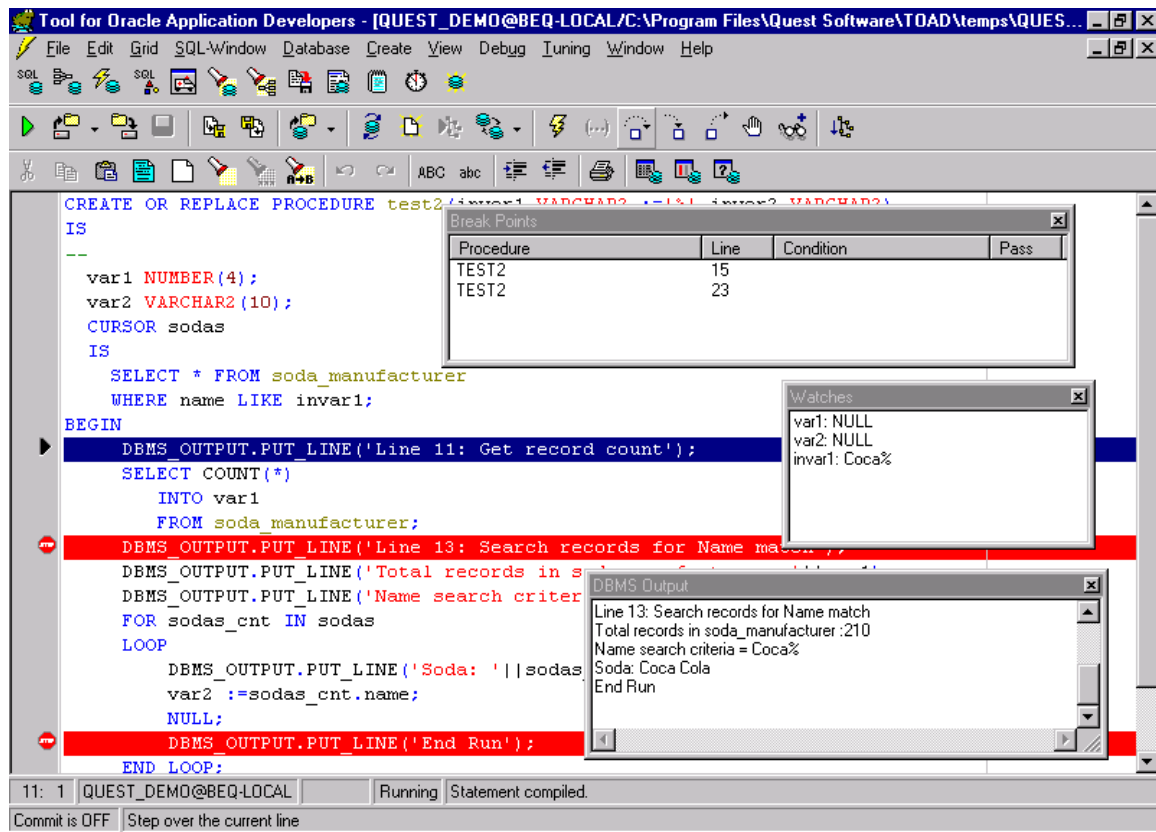 Tool for Oracle Application Developers - [QUEST_DEMO@BEQ-LOCAL/C:\Program Files\Quest Software\TOAD\temps\QUES...
File Edit Grid SQL-Window Database Create View Debug Tuning Window Help
SQL SQL
ABC abc
A→B
CREATE OR REPLACE PROCEDURE test2(invar1 VARCHAR2 :='%' invar2 VARCHAR2)
IS
--
var1 NUMBER(4);
var2 VARCHAR2(10);
CURSOR sodas
IS
SELECT * FROM soda_manufacturer
WHERE name LIKE invar1;
BEGIN
DBMS_OUTPUT.PUT_LINE('Line 11: Get record count');
SELECT COUNT(*)
INTO var1
FROM soda_manufacturer;
DBMS_OUTPUT.PUT_LINE('Line 13: Search records for Name match');
DBMS_OUTPUT.PUT_LINE('Total records in
DBMS_OUTPUT.PUT_LINE('Name search criter
FOR sodas_cnt IN sodas
LOOP
DBMS_OUTPUT.PUT_LINE('Soda: '||sodas_
var2 :=sodas_cnt.name;
NULL;
DBMS_OUTPUT.PUT_LINE('End Run');
END LOOP;
Break Points
Procedure Line Condition Pass
TEST2 15
TEST2 23
Watches
var1: NULL
var2: NULL
invar1: Coca%
DBMS Output
Line 13: Search records for Name match
Total records in soda_manufacturer :210
Name search criteria = Coca%
Soda: Coca Cola
End Run
11: 1 QUEST_DEMO@BEQ-LOCAL Running Statement compiled.
Commit is OFF Step over the current line